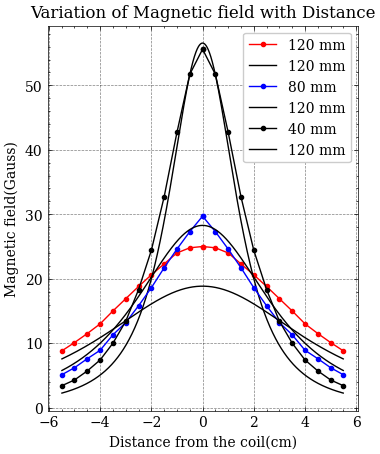 Variation of Magnetic field with Distance
120 mm
120 mm
80 mm
120 mm
40 mm
120 mm
Magnetic field(Gauss)
50
40
30
20
10
0
−6 −4 −2 0 2 4 6
Distance from the coil(cm)